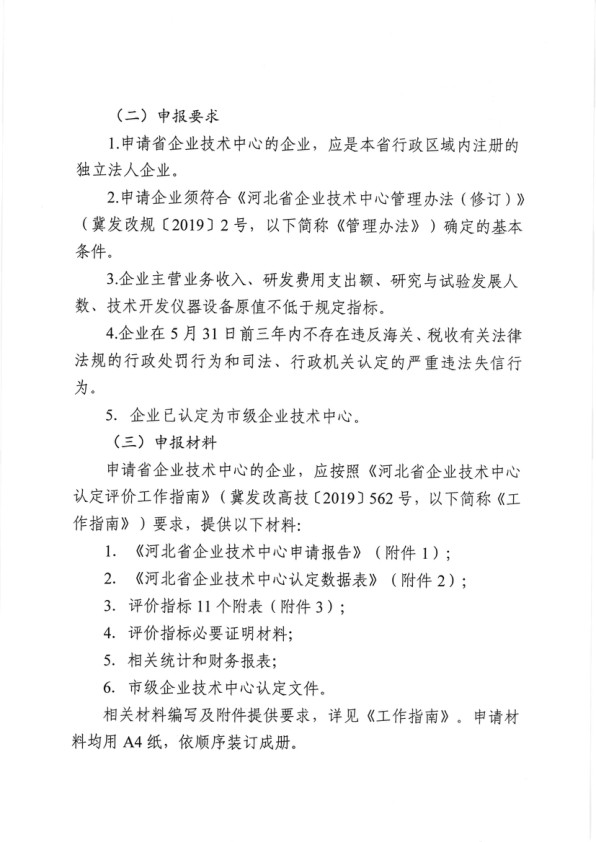 （二）申报要求
1.申请省企业技术中心的企业，应是本省行政区域内注册的
独立法人企业。
2.申请企业须符合《河北省企业技术中心管理办法（修订）》
（冀发改规〔2019〕2 号，以下简称《管理办法》）确定的基本
条件。
3.企业主营业务收入、研发费用支出额、研究与试验发展人
数、技术开发仪器设备原值不低于规定指标。
4.企业在 5 月 31 日前三年内不存在违反海关、税收有关法律
法规的行政处罚行为和司法、行政机关认定的严重违法失信行
为。
5. 企业已认定为市级企业技术中心。
（三）申报材料
申请省企业技术中心的企业，应按照《河北省企业技术中心
认定评价工作指南》（冀发改高技〔2019〕562 号，以下简称《工
作指南》）要求，提供以下材料：
1. 《河北省企业技术中心申请报告》（附件 1）；
2. 《河北省企业技术中心认定数据表》（附件 2）；
3. 评价指标 11 个附表（附件 3）；
4. 评价指标必要证明材料；
5. 相关统计和财务报表；
6. 市级企业技术中心认定文件。
相关材料编写及附件提供要求，详见《工作指南》。申请材
料均用 A4 纸，依顺序装订成册。